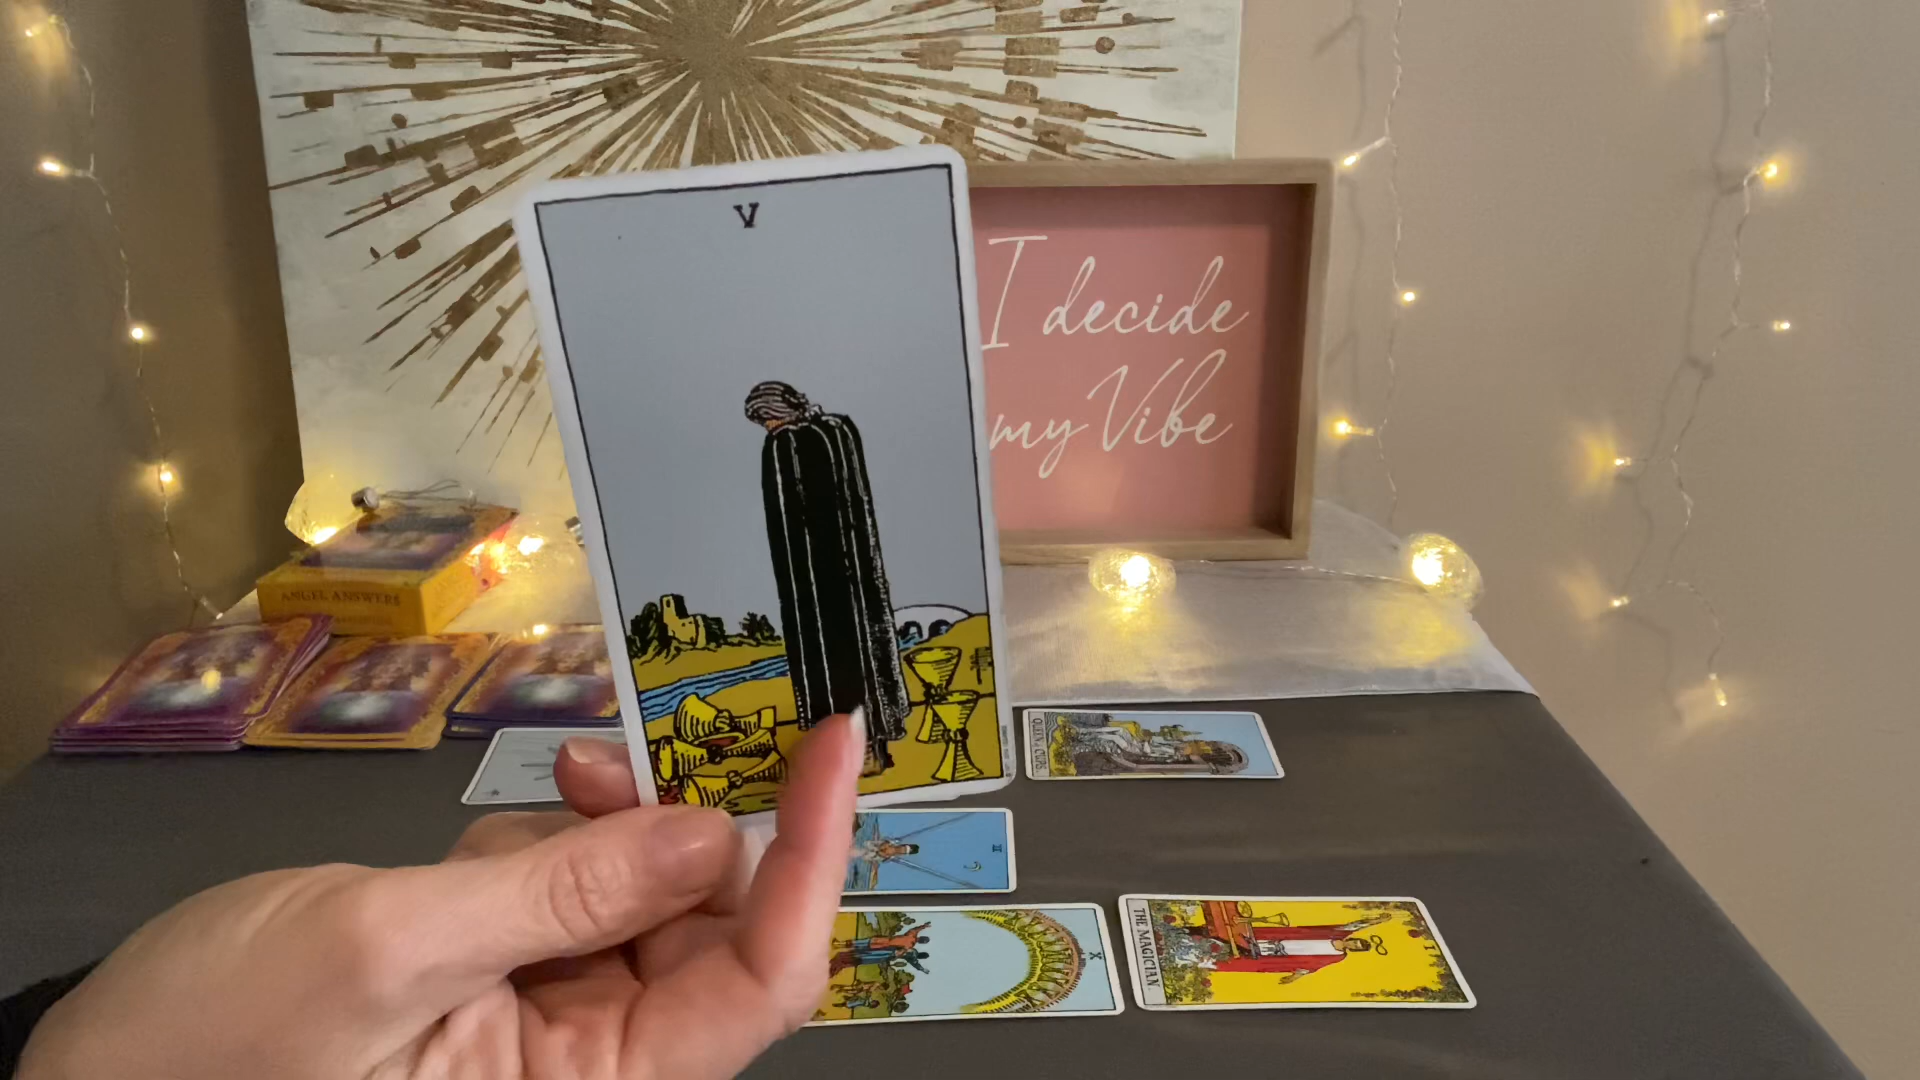 V
I decide
my Vibe
ANGEL ANSWERS
QUEEN of CUPS.
II
X
I
THE MAGICIAN.